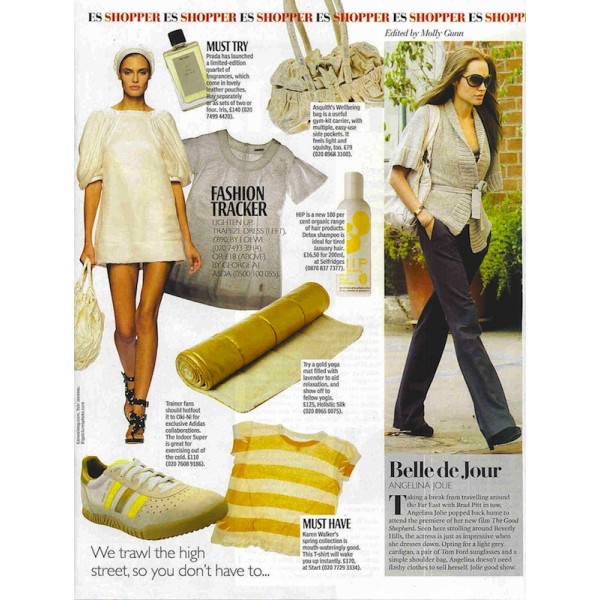 ES SHOPPER ES SHOPPER ES SHOPPER ES SHOPPER ES SHOPPER ES SHOPP
Edited by Molly Gunn
MUST TRY
Prada has launched
a limited-edition
quartet of
fragrances, which
come in lovely
leather pouches.
Buy separately
or as sets of two or
four. Iris, £140 (020
7499 4420).
Asquith's Wellbeing
bag is a useful
gym-kit carrier, with
multiple, easy-use
side pockets. It
feels light and
squishy, too. £79
(020 8968 3100).
FASHION
TRACKER
LIGHTEN UP.
TRAPEZE DRESS (LEFT),
£890, BY LOEWE
(020 7493 3914),
OR £18 (ABOVE),
BY GEORGE AT
ASDA (0500 100 055).
HIP is a new 100 per
cent organic range
of hair products.
Detox shampoo is
ideal for tired
January hair.
£16.50 for 200ml,
at Selfridges
(0870 837 7377).
HIP
Try a gold yoga
mat filled with
lavender to aid
relaxation, and
show off to
fellow yogis.
£125, Holistic Silk
(020 8965 0075).
Trainer fans
should hotfoot
it to Oki-Ni for
exclusive Adidas
collaborations.
The Indoor Super
is great for
exercising out of
the cold. £110
(020 7608 9186).
MUST HAVE
Karen Walker's
spring collection is
mouth-wateringly good.
This T-shirt will wake
you up instantly. £170,
at Start (020 7729 3334).
We trawl the high
street, so you don't have to...
Belle de Jour
ANGELINA JOLIE
Taking a break from travelling around
the Far East with Brad Pitt in tow,
Angelina Jolie popped back home to
attend the premiere of her new film The Good
Shepherd. Seen here strolling around Beverly
Hills, the actress is just as impressive when
she dresses down. Opting for a light grey
cardigan, a pair of Tom Ford sunglasses and a
simple shoulder bag, Angelina doesn't need
flashy clothes to sell herself. Jolie good show.